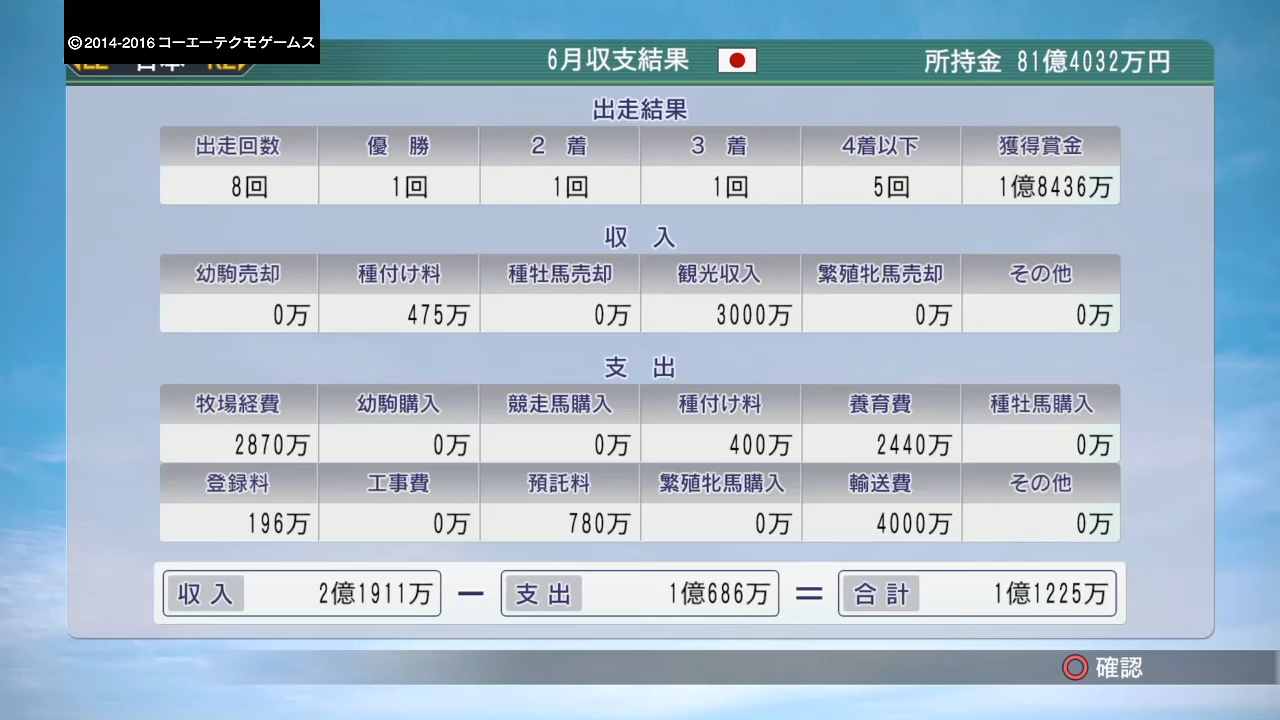 ©2014-2016 コーエーテクモゲームス
6月収支結果 所持金 81億4032万円
出走結果
出走回数 優 勝 2 着 3 着 4着以下 獲得賞金
8回 1回 1回 1回 5回 1億8436万
収 入
幼駒売却 種付け料 種牡馬売却 観光収入 繁殖牝馬売却 その他
0万 475万 0万 3000万 0万 0万
支 出
牧場経費 幼駒購入 競走馬購入 種付け料 養育費 種牡馬購入
2870万 0万 0万 400万 2440万 0万
登録料 工事費 預託料 繁殖牝馬購入 輸送費 その他
196万 0万 780万 0万 4000万 0万
収 入 2億1911万 － 支 出 1億686万 ＝ 合 計 1億1225万
確認